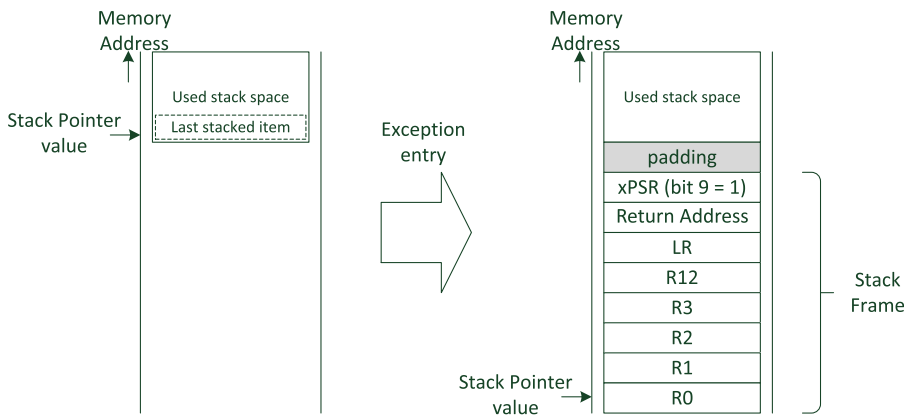 Memory
Address
Used stack space
Last stacked item
Stack Pointer
value
Exception
entry
Memory
Address
Used stack space
padding
xPSR (bit 9 = 1)
Return Address
LR
R12
R3
R2
R1
R0
Stack
Frame
Stack Pointer
value